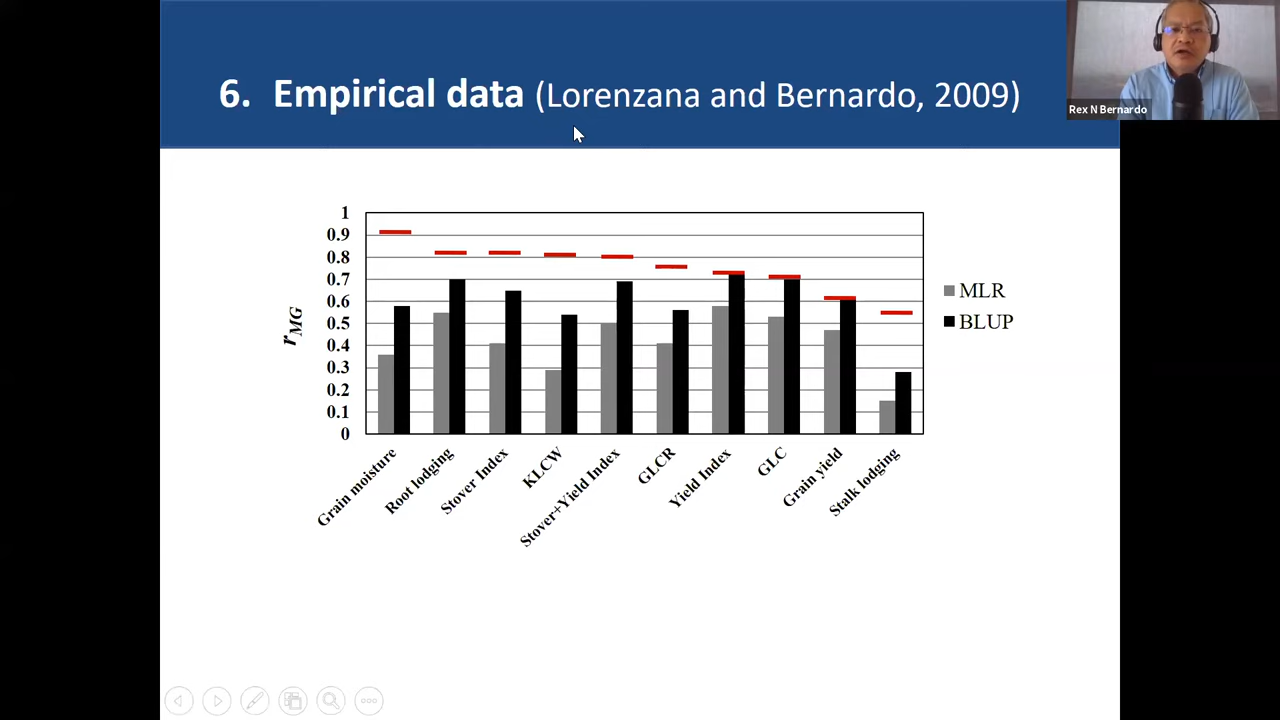 6. Empirical data (Lorenzana and Bernardo, 2009)
Rex N Bernardo
1
0.9
0.8
0.7
0.6
0.5
0.4
0.3
0.2
0.1
0
rMG
MLR
BLUP
Grain moisture
Root lodging
Stover Index
KLCW
Stover+Yield Index
GLCR
Yield Index
GLC
Grain yield
Stalk lodging